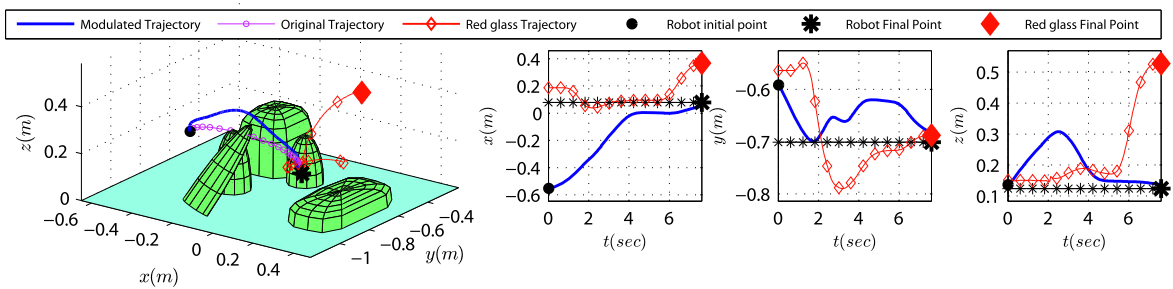 Modulated Trajectory Original Trajectory Red glass Trajectory Robot initial point Robot Final Point Red glass Final Point
z(m)
0.4
0.2
0
−0.6
−0.4
−0.2
0
0.2
0.4
x(m)
−1
−0.8
−0.6
−0.4
y(m)
x(m)
0.4
0.2
0
−0.2
−0.4
−0.6
0 2 4 6
t(sec)
y(m)
−0.6
−0.7
−0.8
0 2 4 6
t(sec)
z(m)
0.5
0.4
0.3
0.2
0.1
0 2 4 6
t(sec)